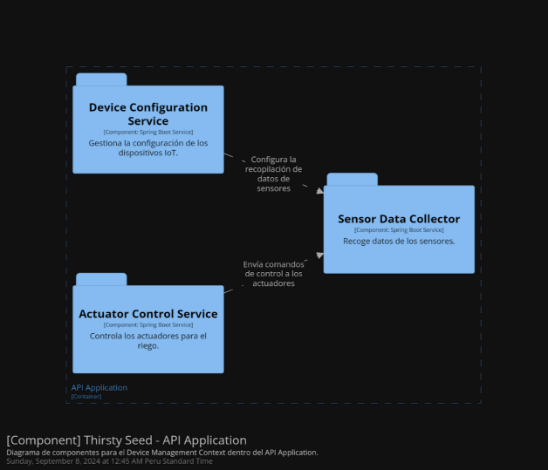 Device Configuration
Service
[Component: Spring Boot Service]
Gestiona la configuración de los
dispositivos IoT.
Configura la
recopilación de
datos de
sensores
Sensor Data Collector
[Component: Spring Boot Service]
Recoge datos de los sensores.
Envía comandos
de control a los
actuadores
Actuator Control Service
[Component: Spring Boot Service]
Controla los actuadores para el
riego.
API Application
[Container]
[Component] Thirsty Seed - API Application
Diagrama de componentes para el Device Management Context dentro del API Application.
Sunday, September 8, 2024 at 12:45 AM Peru Standard Time